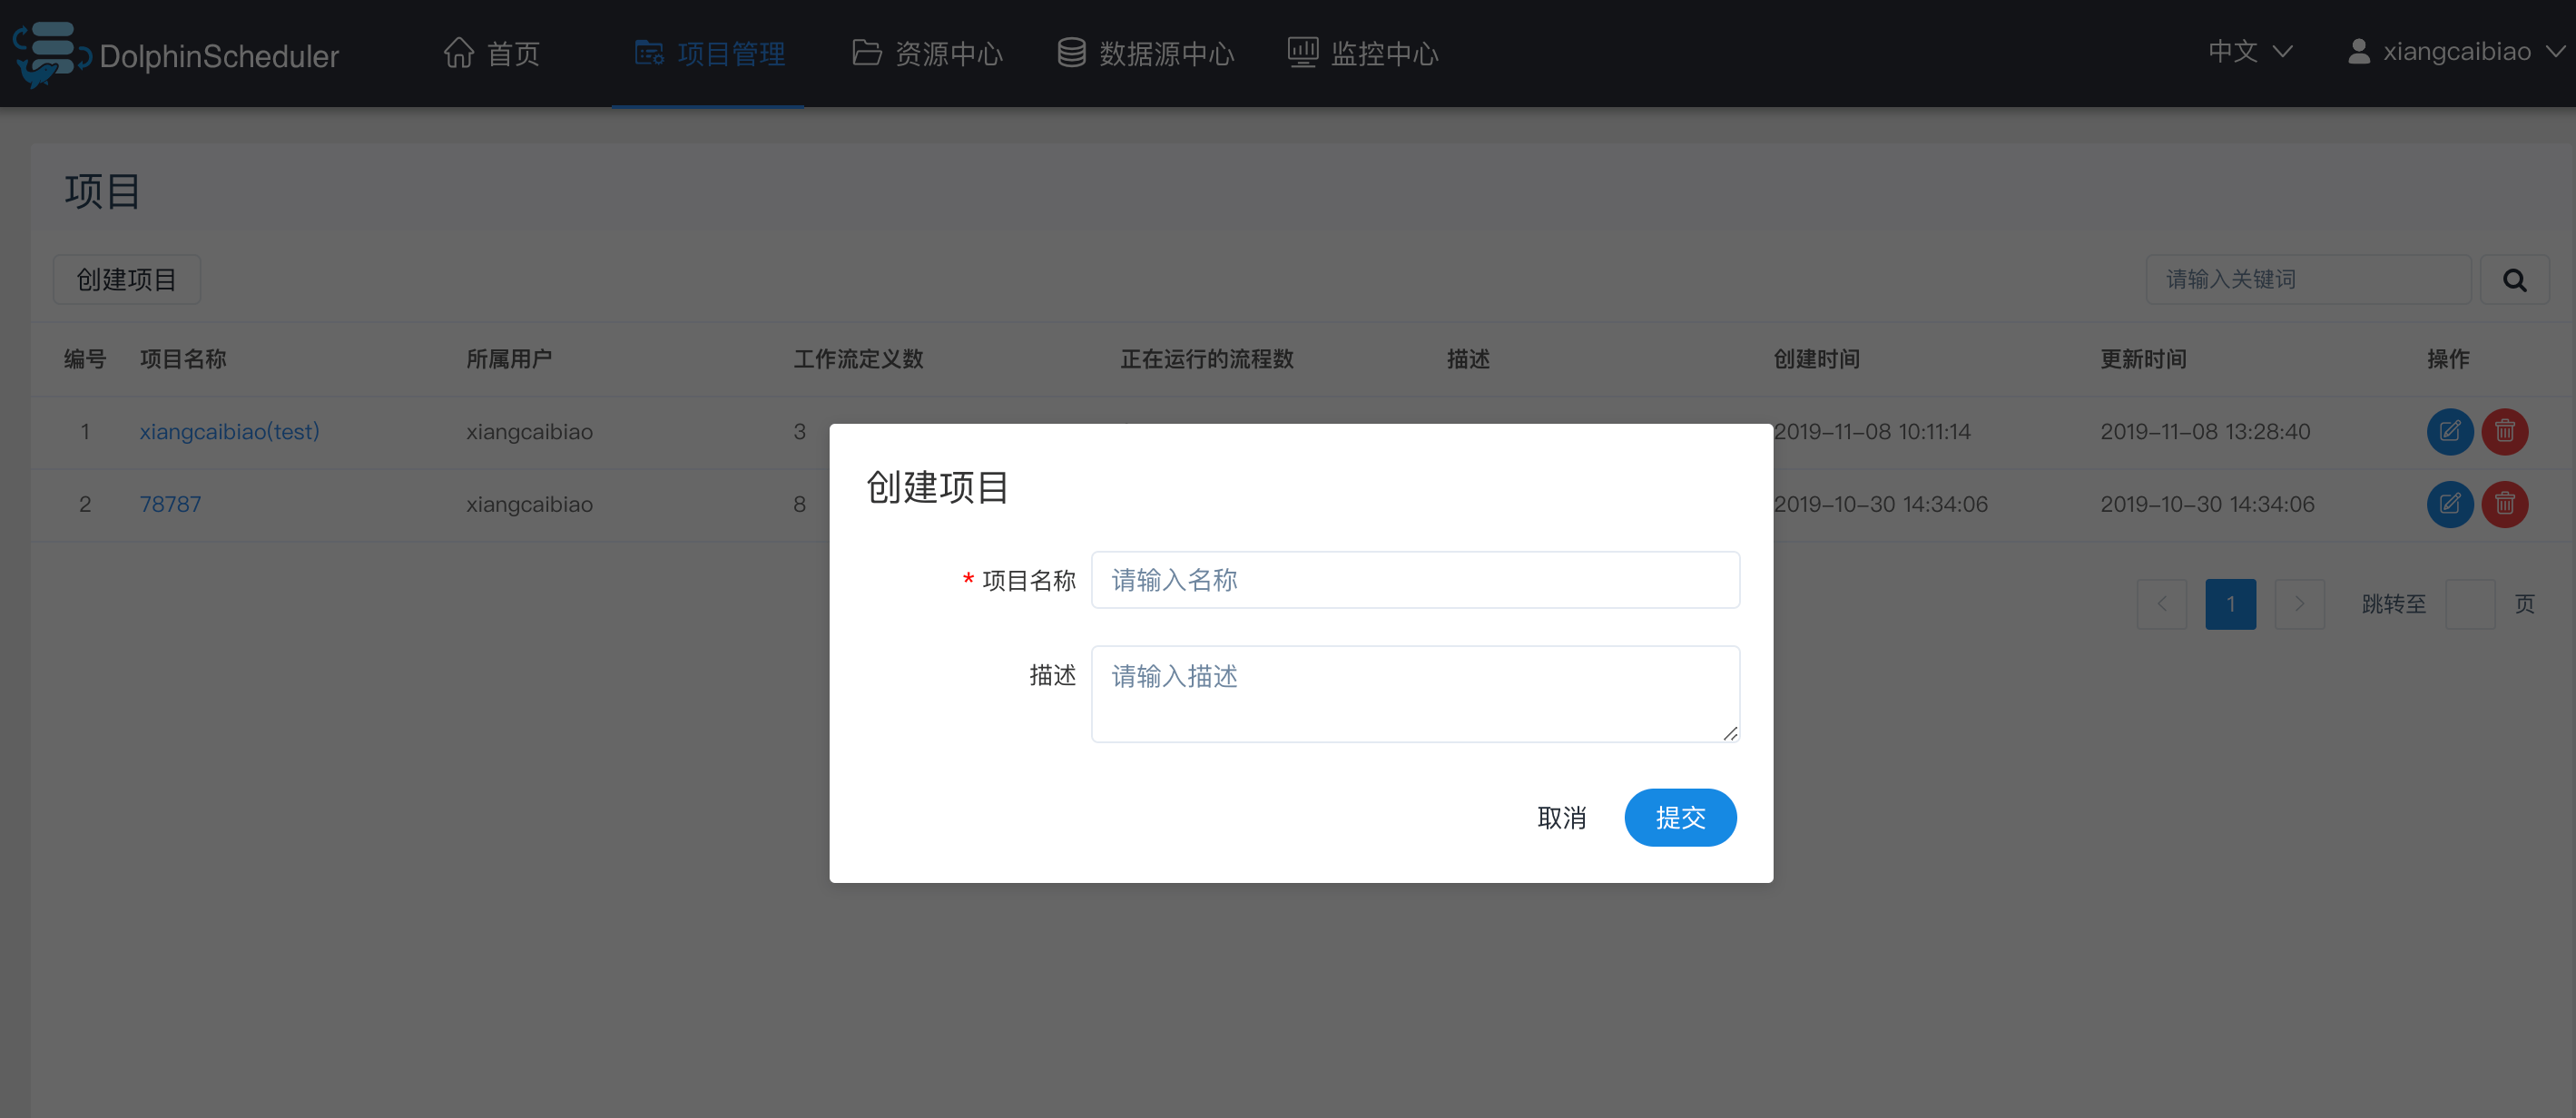 DolphinScheduler 首页 项目管理 资源中心 数据源中心 监控中心 中文 xiangcaibiao
项目
创建项目 请输入关键词
编号 项目名称 所属用户 工作流定义数 正在运行的流程数 描述 创建时间 更新时间 操作
1 xiangcaibiao(test) xiangcaibiao 3 2019-11-08 10:11:14 2019-11-08 13:28:40
2 78787 xiangcaibiao 8 2019-10-30 14:34:06 2019-10-30 14:34:06
1 跳转至 页
创建项目
* 项目名称 请输入名称
描述 请输入描述
取消 提交